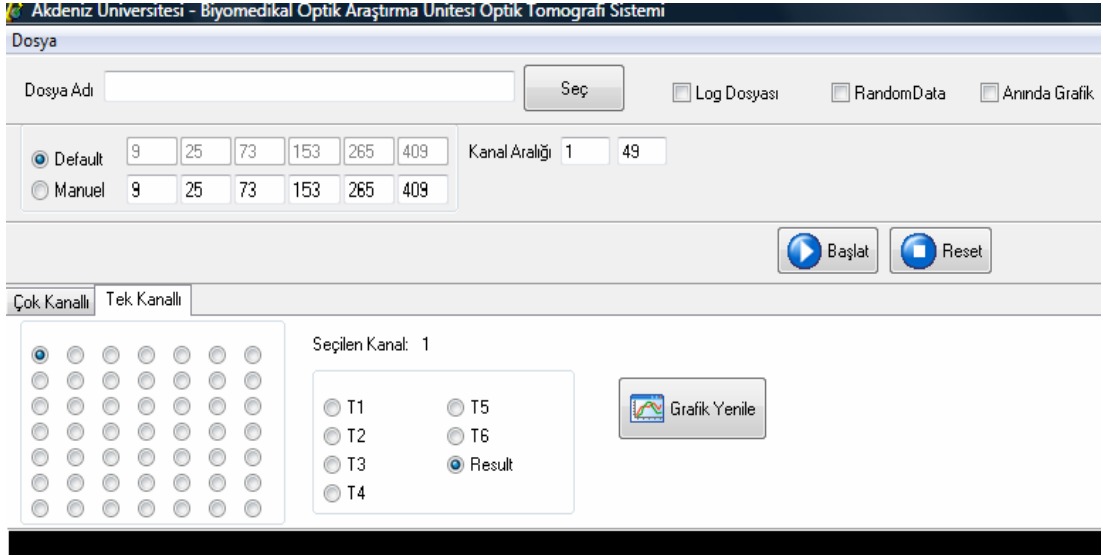 Akdeniz Üniversitesi - Biyomedikal Optik Araştırma Ünitesi Optik Tomografi Sistemi
Dosya
Dosya Adı Seç Log Dosyası RandomData Anında Grafik
Default 9 25 73 153 265 409 Kanal Aralığı 1 49
Manuel 9 25 73 153 265 409
Başlat Reset
Çok Kanallı Tek Kanallı
Seçilen Kanal: 1
T1 T5
T2 T6
T3 Result
T4
Grafik Yenile